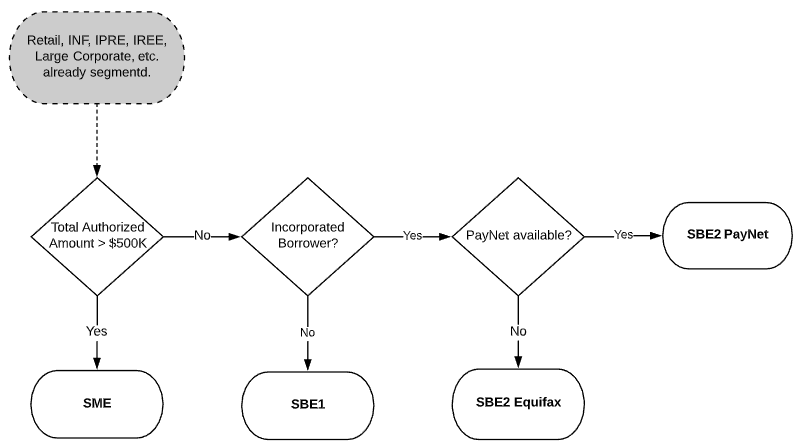 Retail, INF, IPRE, IREE,
Large Corporate, etc.
already segmentd.
Total Authorized
Amount > $500K
No
Incorporated
Borrower?
Yes
PayNet available?
Yes
SBE2 PayNet
Yes
No
No
SME
SBE1
SBE2 Equifax